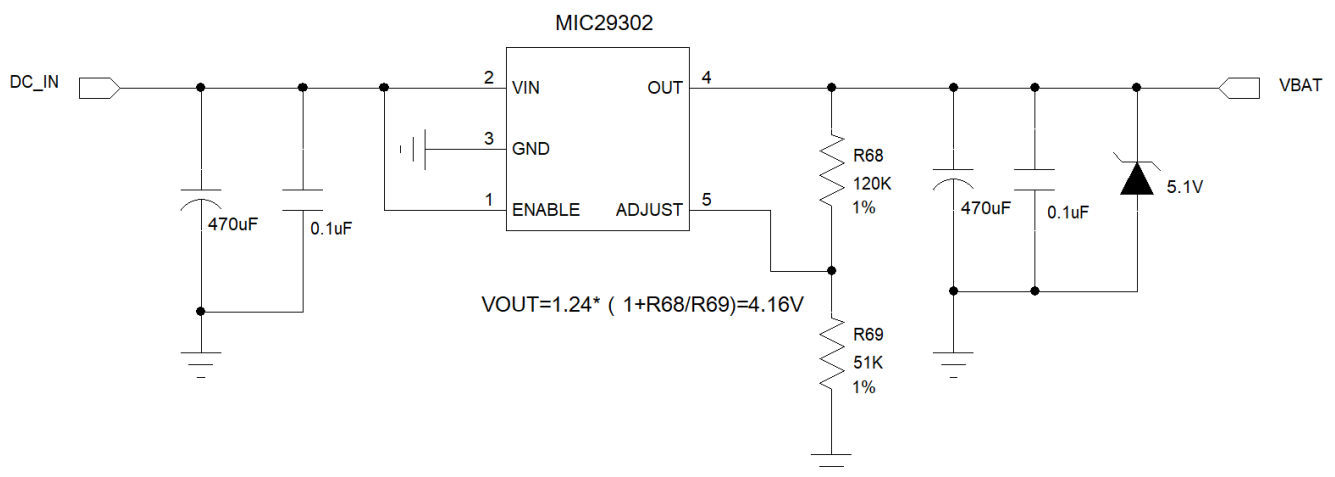 MIC29302
DC_IN
2
VIN
OUT
4
VBAT
3
GND
1
ENABLE
ADJUST
5
470uF
0.1uF
R68
120K
1%
470uF
0.1uF
5.1V
VOUT=1.24* ( 1+R68/R69)=4.16V
R69
51K
1%